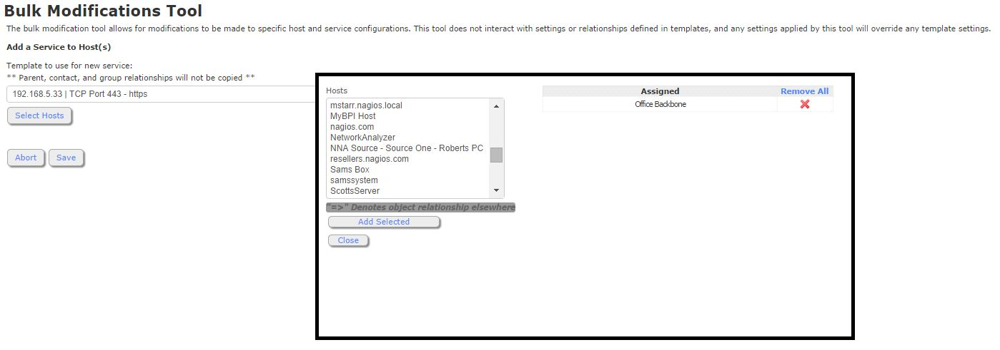 Bulk Modifications Tool
The bulk modification tool allows for modifications to be made to specific host and service configurations. This tool does not interact with settings or relationships defined in templates, and any settings applied by this tool will override any template settings.
Add a Service to Host(s)
Template to use for new service:
** Parent, contact, and group relationships will not be copied **
192.168.5.33 | TCP Port 443 - https
Select Hosts
Abort Save
Hosts
mstarr.nagios.local
MyBPI Host
nagios.com
NetworkAnalyzer
NNA Source - Source One - Roberts PC
resellers.nagios.com
Sams Box
samssystem
ScottsServer
"=>" Denotes object relationship elsewhere
Add Selected
Close
Assigned Remove All
Office Backbone